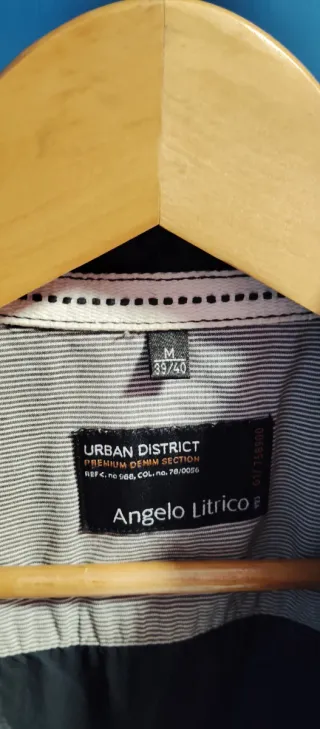 M
39/40
URBAN DISTRICT
PREMIUM DENIM SECTION
REF<. no 988, COL. no. 78/0056
Angelo Litrico